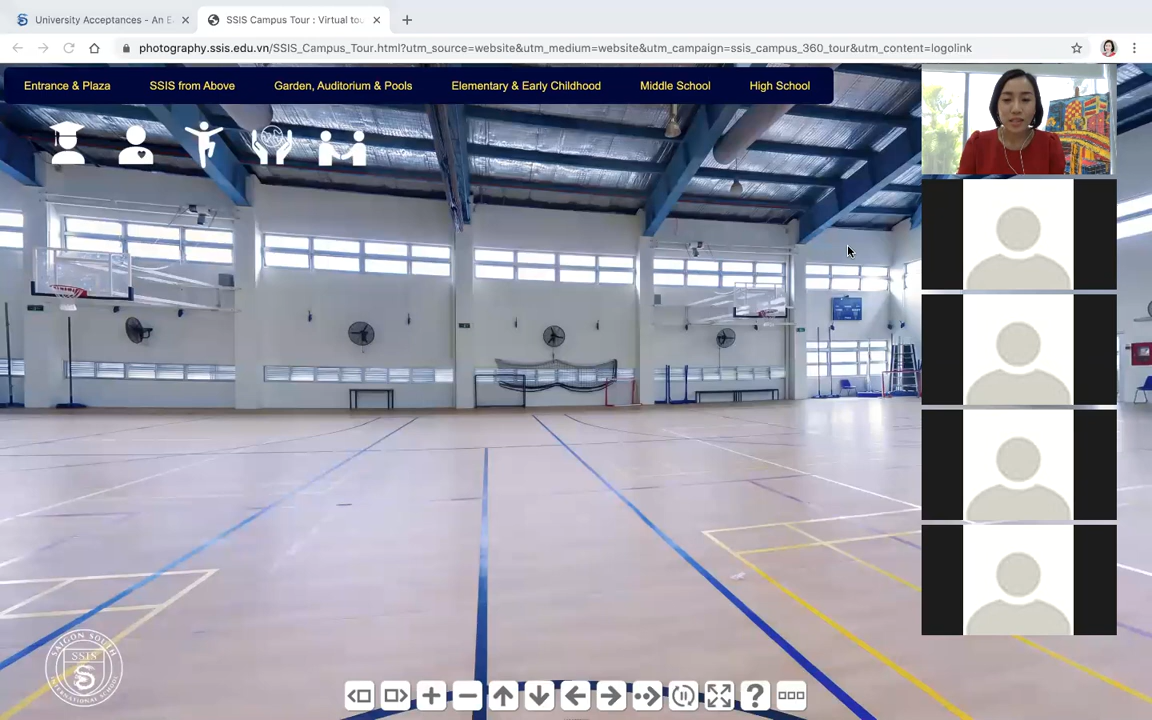 University Acceptances - An E
SSIS Campus Tour : Virtual tou
photography.ssis.edu.vn/SSIS_Campus_Tour.html?utm_source=website&utm_medium=website&utm_campaign=ssis_campus_360_tour&utm_content=logolink
Entrance & Plaza
SSIS from Above
Garden, Auditorium & Pools
Elementary & Early Childhood
Middle School
High School
SAIGON SOUTH
SSIS
INTERNATIONAL SCHOOL